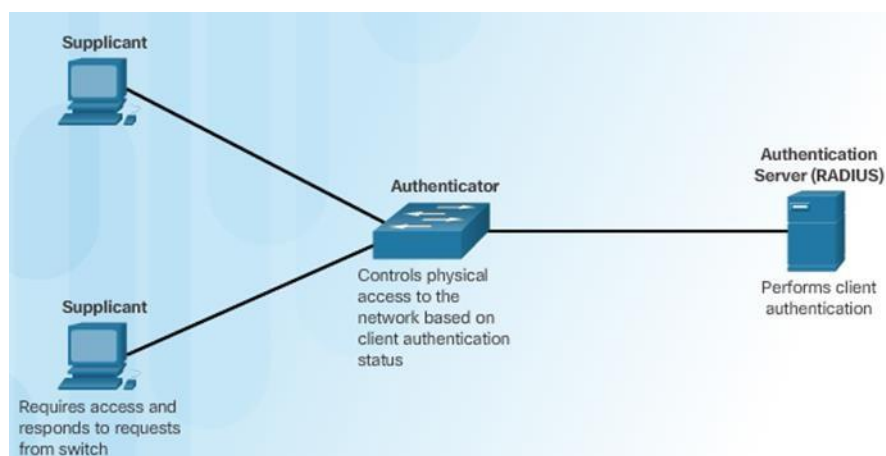 Supplicant
Authenticator
Controls physical
access to the
network based on
client authentication
status
Authentication
Server (RADIUS)
Performs client
authentication
Supplicant
Requires access and
responds to requests
from switch